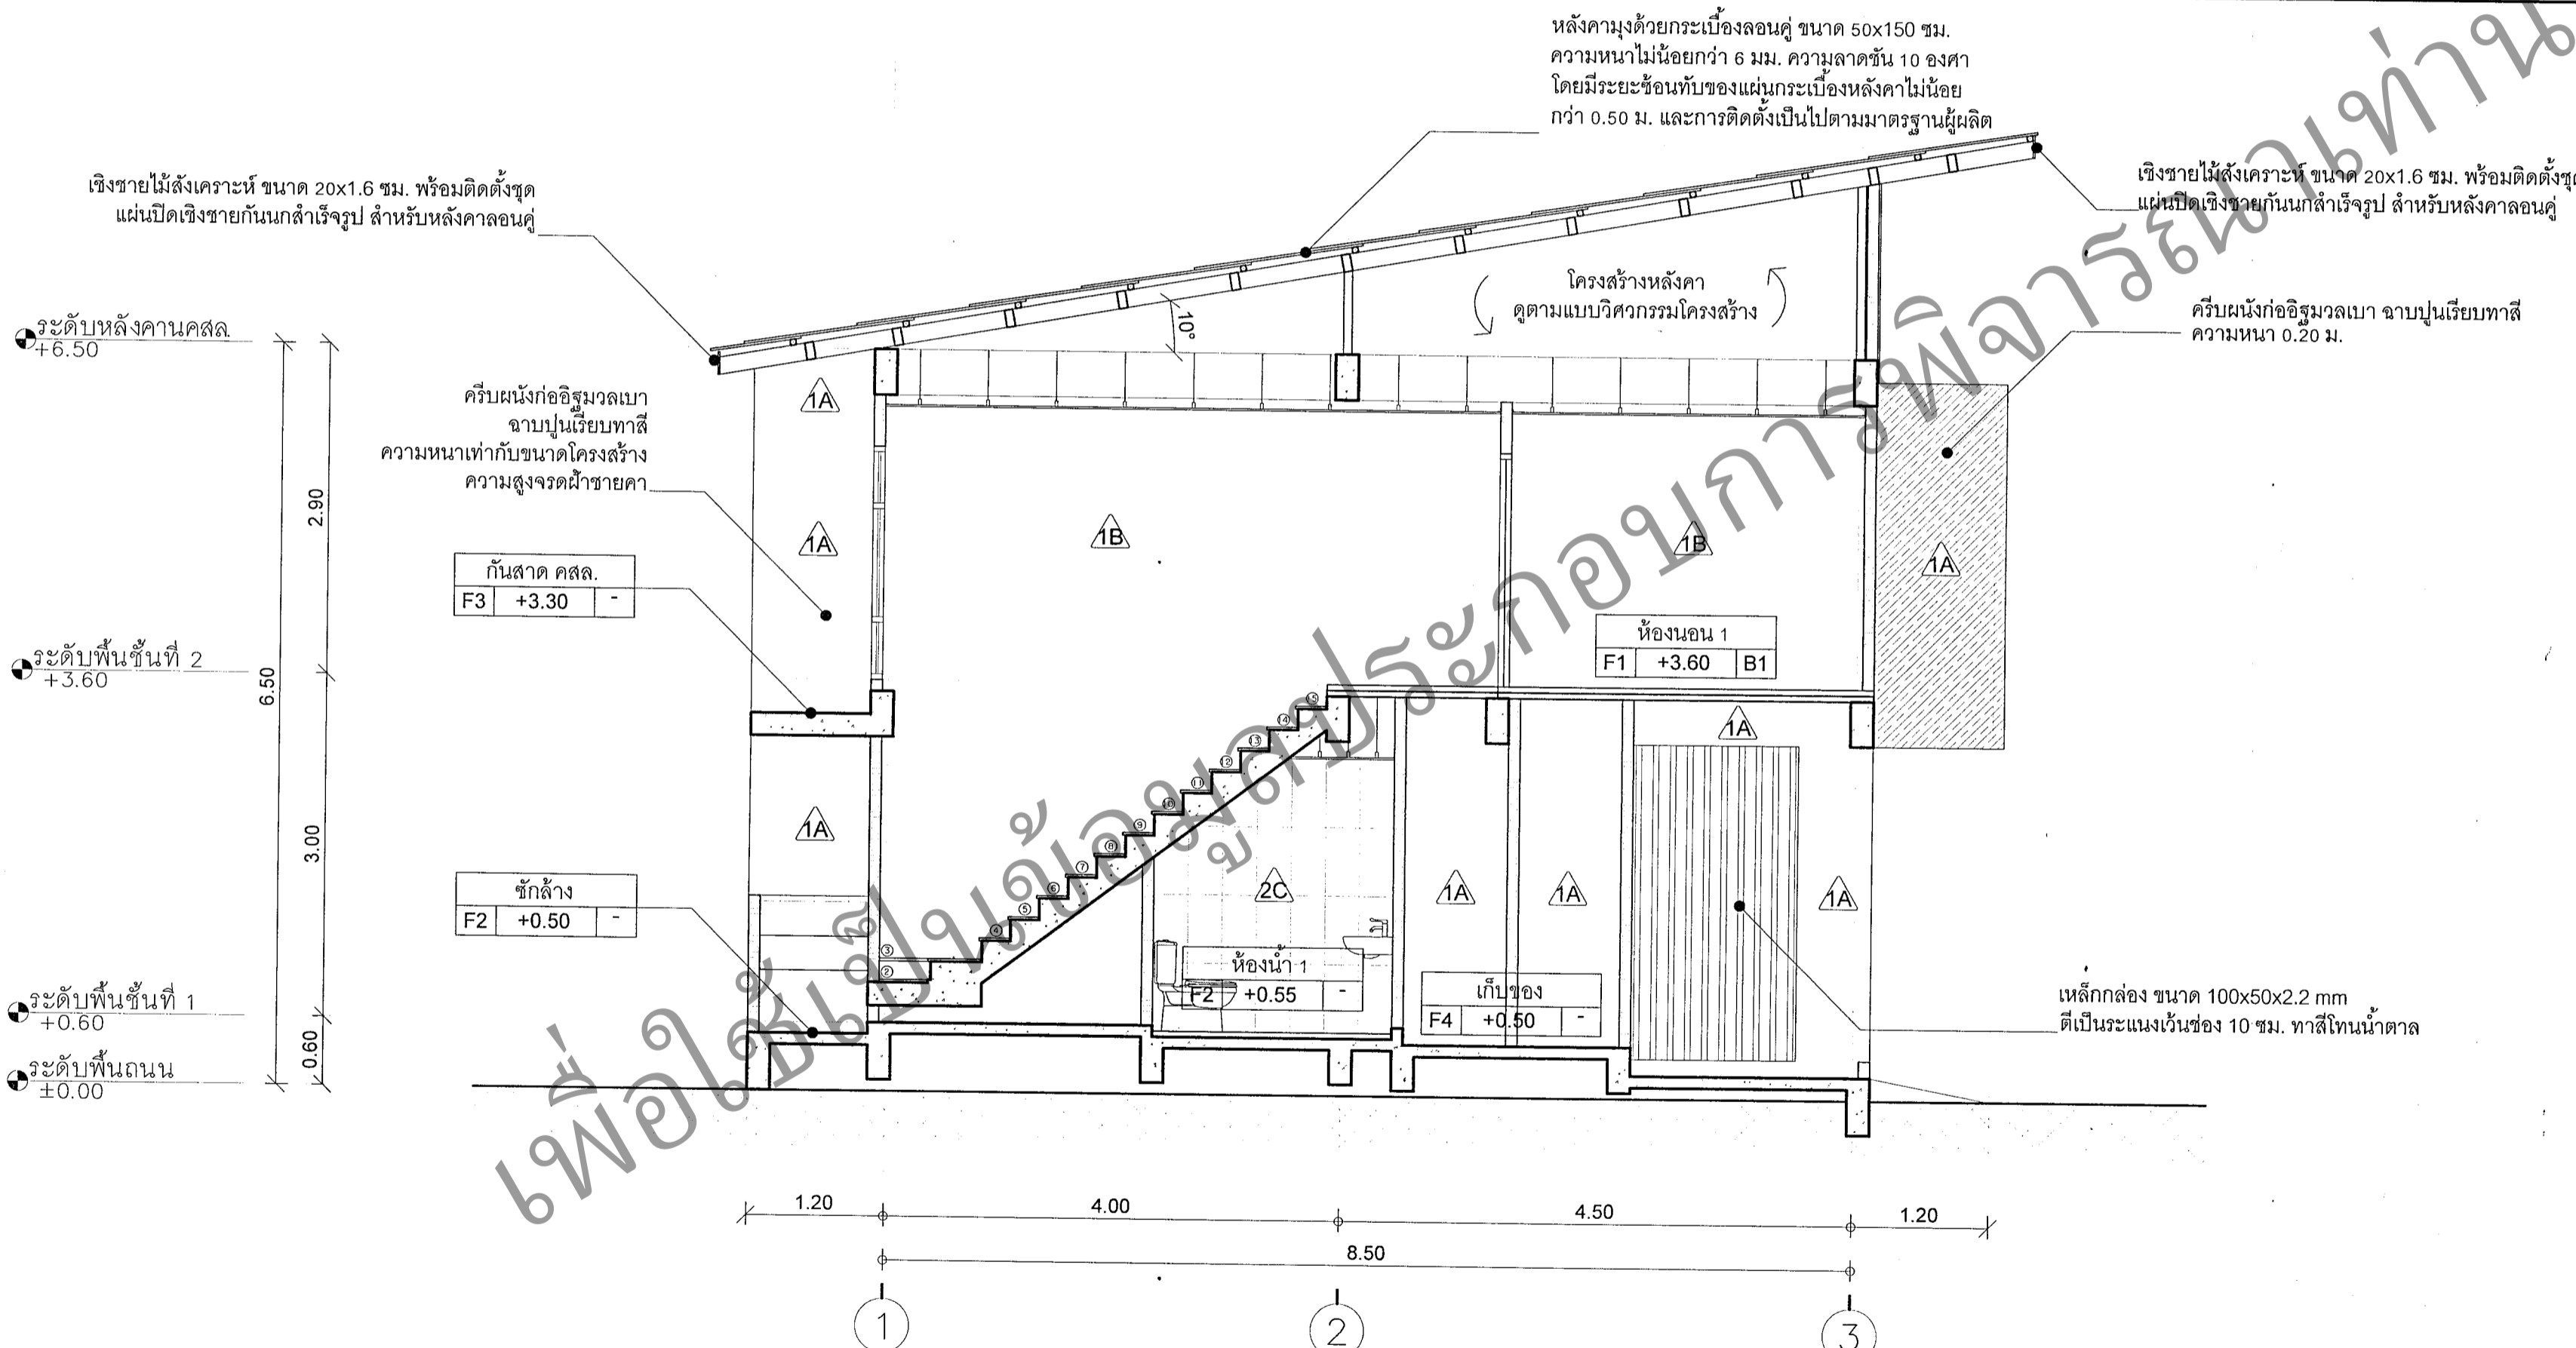 หลังคามุงด้วยกระเบื้องลอนคู่ ขนาด 50x150 ซม.
ความหนาไม่น้อยกว่า 6 มม. ความลาดชัน 10 องศา
โดยมีระยะซ้อนทับของแผ่นกระเบื้องหลังคาไม่น้อย
กว่า 0.50 ม. และการติดตั้งเป็นไปตามมาตรฐานผู้ผลิต
เชิงชายไม้สังเคราะห์ ขนาด 20x1.6 ซม. พร้อมติดตั้งชุด
แผ่นปิดเชิงชายกันนกสำเร็จรูป สำหรับหลังคาลอนคู่
เชิงชายไม้สังเคราะห์ ขนาด 20x1.6 ซม. พร้อมติดตั้งชุด
แผ่นปิดเชิงชายกันนกสำเร็จรูป สำหรับหลังคาลอนคู่
โครงสร้างหลังคา
ดูตามแบบวิศวกรรมโครงสร้าง
10°
ครีบผนังก่ออิฐมวลเบา ฉาบปูนเรียบทาสี
ความหนา 0.20 ม.
ระดับหลังคานคสล.
+6.50
ครีบผนังก่ออิฐมวลเบา
ฉาบปูนเรียบทาสี
ความหนาเท่ากับขนาดโครงสร้าง
ความสูงจรดฝ้าชายคา
1A
1A
1B
1B
1A
2.90
กันสาด คสล.
F3 +3.30 -
ห้องนอน 1
F1 +3.60 B1
ระดับพื้นชั้นที่ 2
+3.60
6.50
3.00
1A
1A
2C
1A
1A
1A
15
14
13
12
11
10
9
8
7
6
5
4
3
2
ซักล้าง
F2 +0.50 -
ห้องน้ำ 1
F2 +0.55 -
เก็บของ
F4 +0.50 -
เหล็กกล่อง ขนาด 100x50x2.2 mm
ตีเป็นระแนงเว้นช่อง 10 ซม. ทาสีโทนน้ำตาล
ระดับพื้นชั้นที่ 1
+0.60
0.60
ระดับพื้นถนน
±0.00
1.20
4.00
4.50
1.20
8.50
1
2
3
เพื่อใช้เป็นข้อมูลประกอบการพิจารณาเท่าน